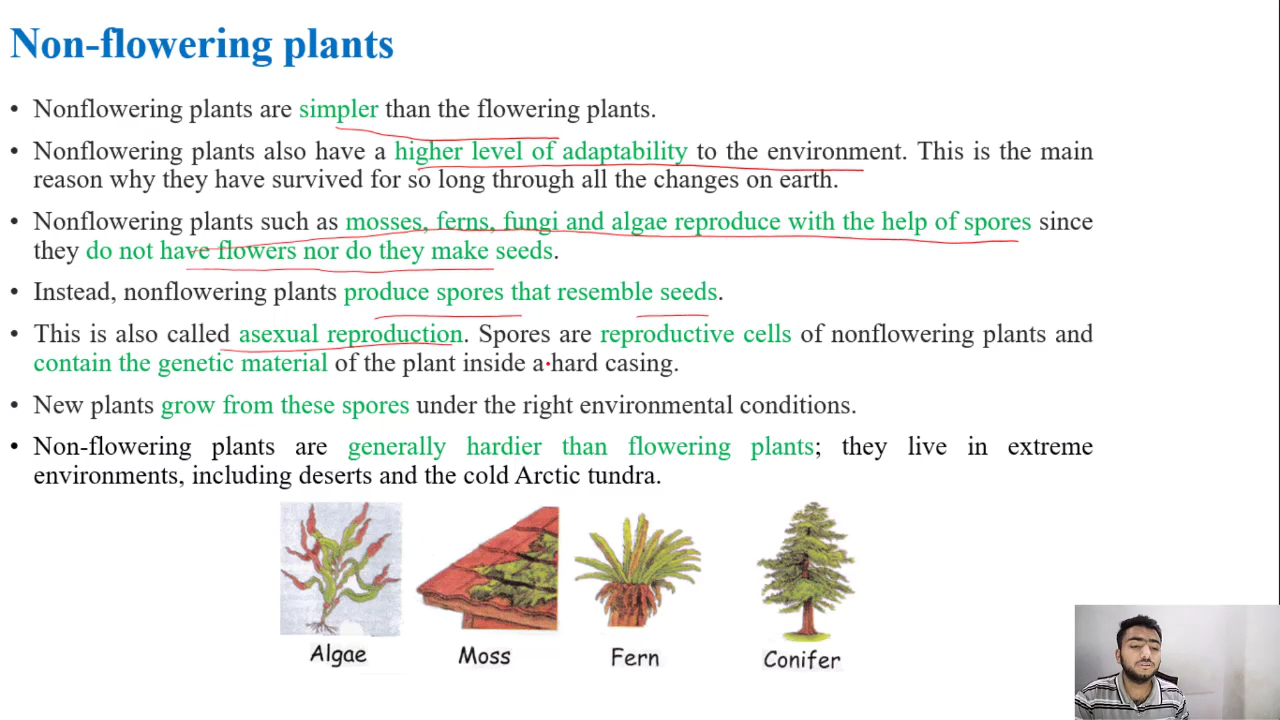 Non-flowering plants
• Nonflowering plants are simpler than the flowering plants.
• Nonflowering plants also have a higher level of adaptability to the environment. This is the main
reason why they have survived for so long through all the changes on earth.
• Nonflowering plants such as mosses, ferns, fungi and algae reproduce with the help of spores since
they do not have flowers nor do they make seeds.
• Instead, nonflowering plants produce spores that resemble seeds.
• This is also called asexual reproduction. Spores are reproductive cells of nonflowering plants and
contain the genetic material of the plant inside a hard casing.
• New plants grow from these spores under the right environmental conditions.
• Non-flowering plants are generally hardier than flowering plants; they live in extreme
environments, including deserts and the cold Arctic tundra.
Algae
Moss
Fern
Conifer